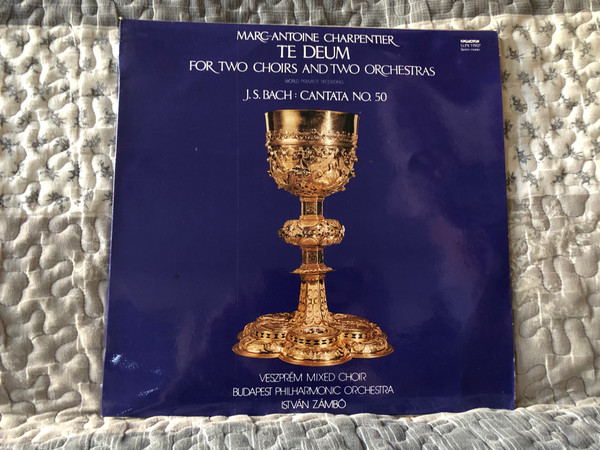 MARC-ANTOINE CHARPENTIER
TE DEUM
FOR TWO CHOIRS AND TWO ORCHESTRAS
WORLD PREMIERE RECORDING
J. S. BACH : CANTATA NO. 50
HUNGAROTON
VESZPRÉM MIXED CHOIR
BUDAPEST PHILHARMONIC ORCHESTRA
ISTVÁN ZÁMBÓ